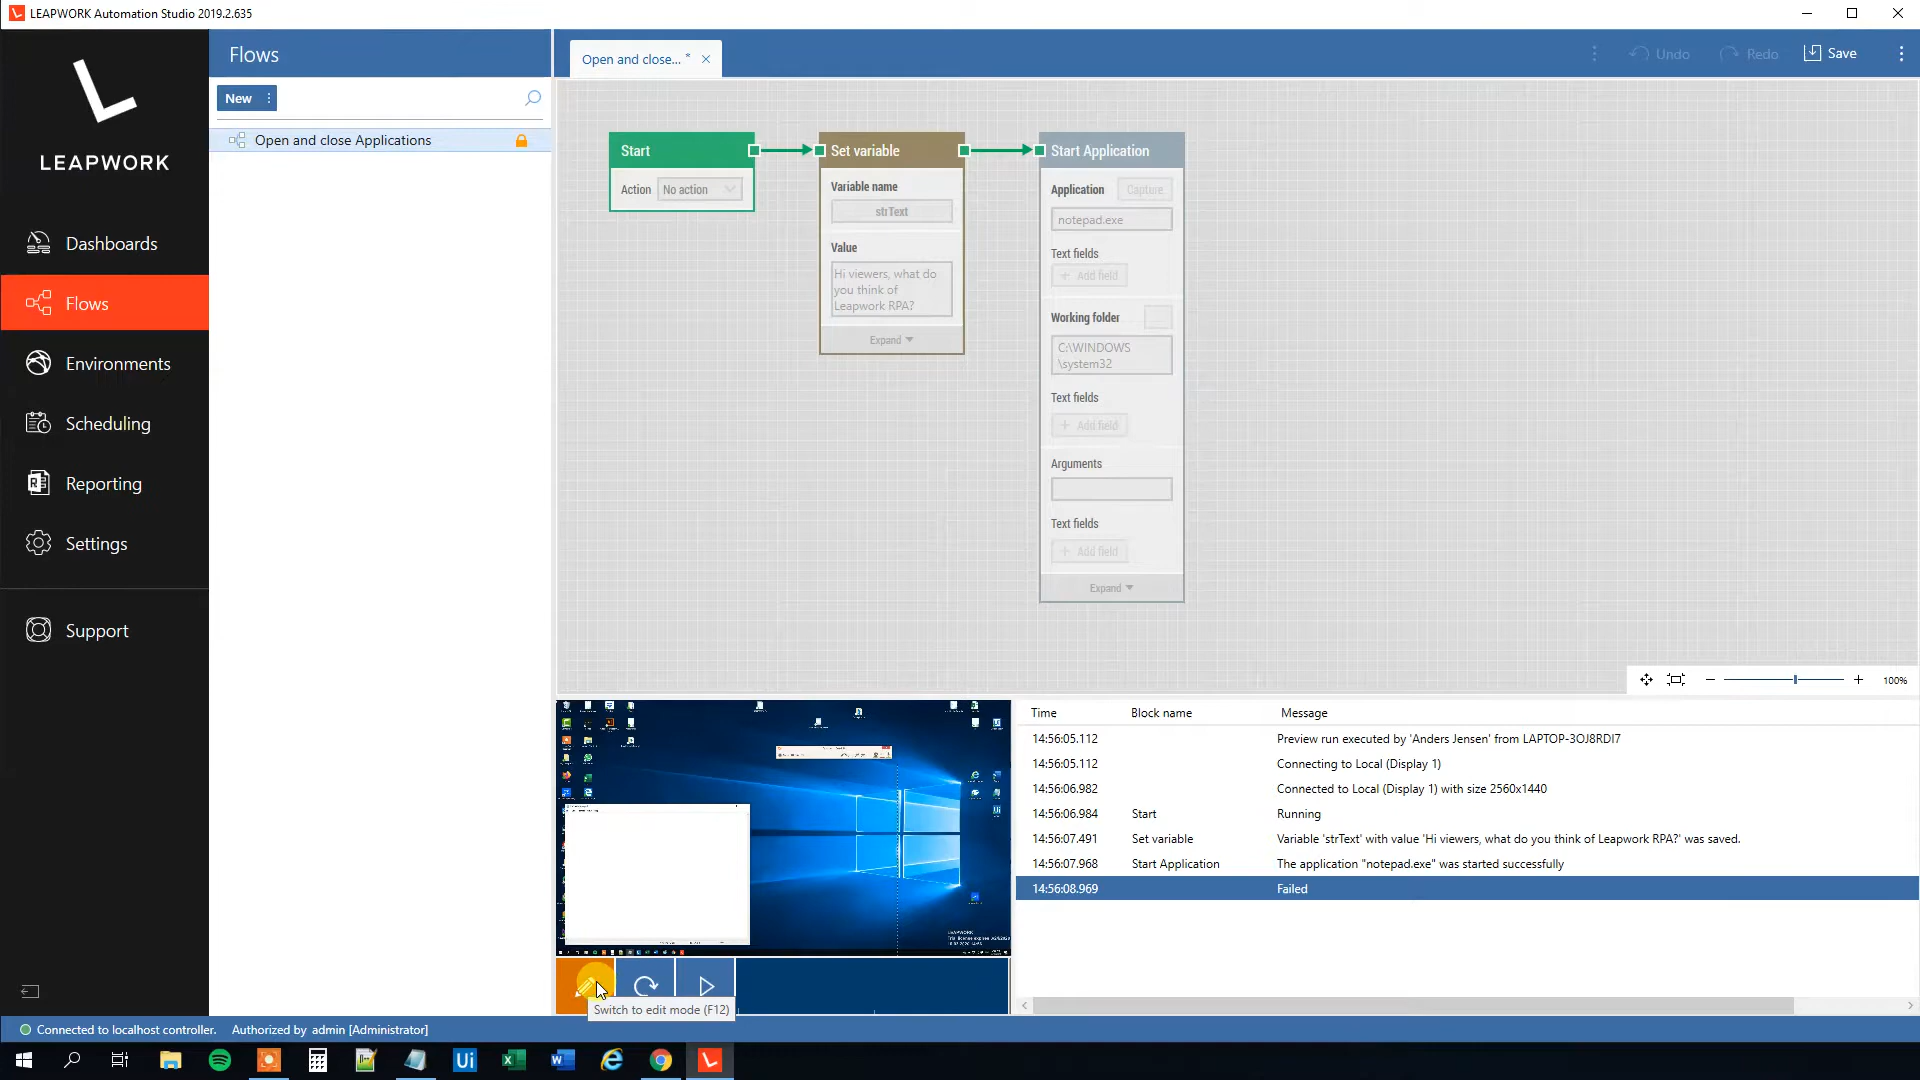 LEAPWORK Automation Studio 2019.2.635
LEAPWORK
Dashboards
Flows
Environments
Scheduling
Reporting
Settings
Support
Flows
New
Open and close Applications
Open and close... *
Undo
Redo
Save
Start
Action
No action
Set variable
Variable name
strText
Value
Hi viewers, what do
you think of
Leapwork RPA?
Expand
Start Application
Application
Capture
notepad.exe
Text fields
+ Add field
Working folder
C:\WINDOWS
\system32
Text fields
+ Add field
Arguments
Text fields
+ Add field
Expand
100%
Time Block name Message
14:56:05.112 Preview run executed by 'Anders Jensen' from LAPTOP-3OJ8RDI7
14:56:05.112 Connecting to Local (Display 1)
14:56:06.982 Connected to Local (Display 1) with size 2560x1440
14:56:06.984 Start Running
14:56:07.491 Set variable Variable 'strText' with value 'Hi viewers, what do you think of Leapwork RPA?' was saved.
14:56:07.968 Start Application The application "notepad.exe" was started successfully
14:56:08.969 Failed
Switch to edit mode (F12)
Connected to localhost controller. Authorized by admin [Administrator]
Ui